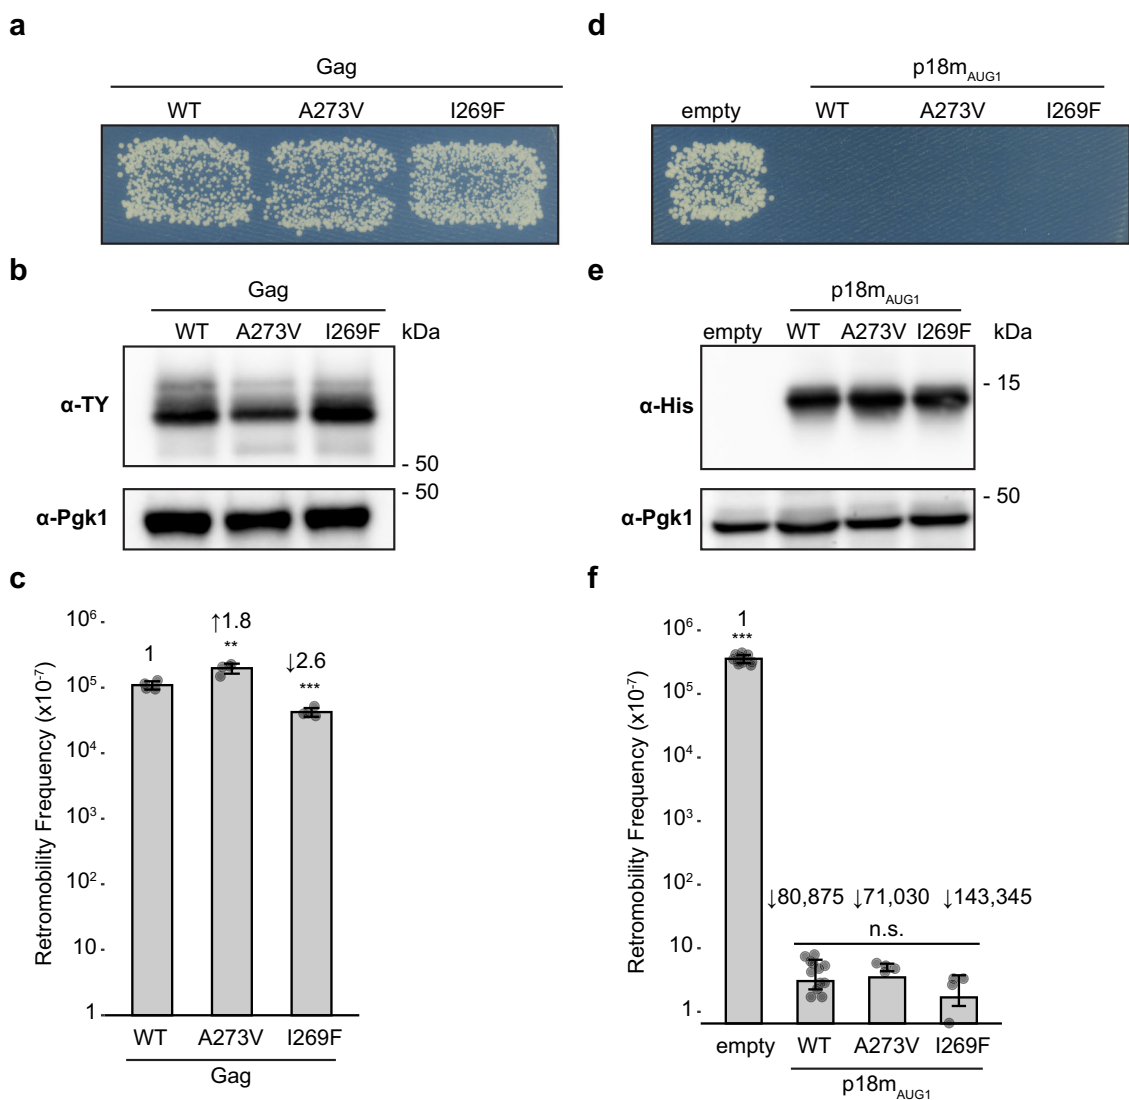 a
Gag
WT A273V I269F
b
Gag
WT A273V I269F kDa
α-TY
- 50
- 50
α-Pgk1
c
Retromobility Frequency (x10⁻⁷)
10⁶
10⁵
10⁴
10³
10²
10
1
1
↑1.8
**
↓2.6
***
WT A273V I269F
Gag
d
p18m_AUG1
empty WT A273V I269F
e
p18m_AUG1
empty WT A273V I269F kDa
α-His
- 15
- 50
α-Pgk1
f
Retromobility Frequency (x10⁻⁷)
10⁶
10⁵
10⁴
10³
10²
10
1
1
***
↓80,875 ↓71,030 ↓143,345
n.s.
empty WT A273V I269F
p18m_AUG1